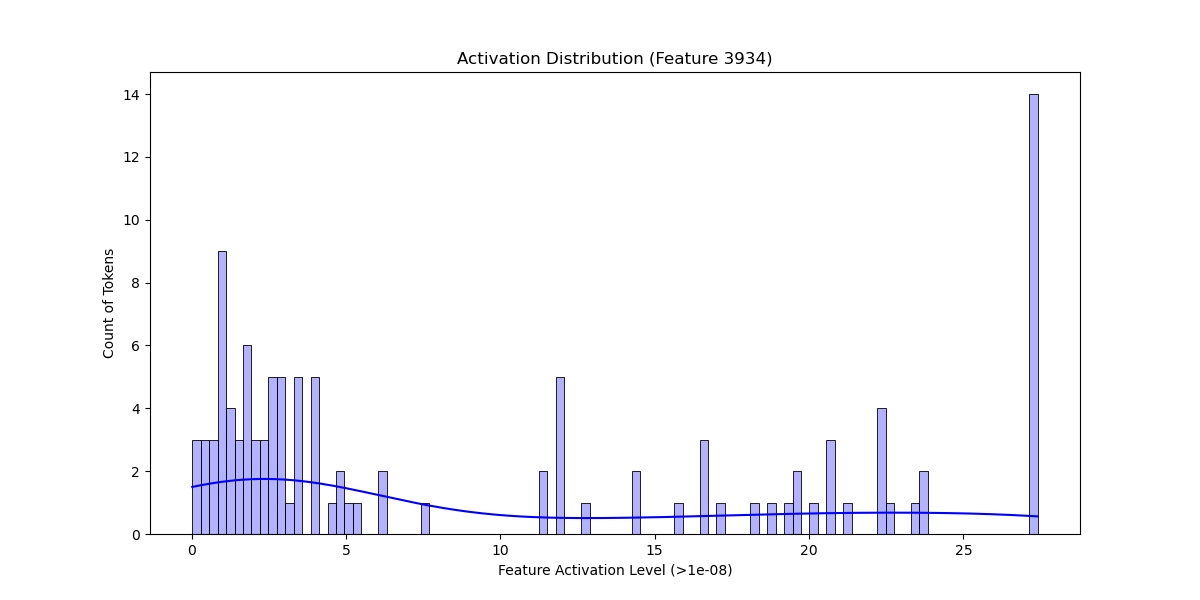 Activation Distribution (Feature 3934)
14
12
10
8
6
4
2
0
Count of Tokens
0 5 10 15 20 25
Feature Activation Level (>1e-08)